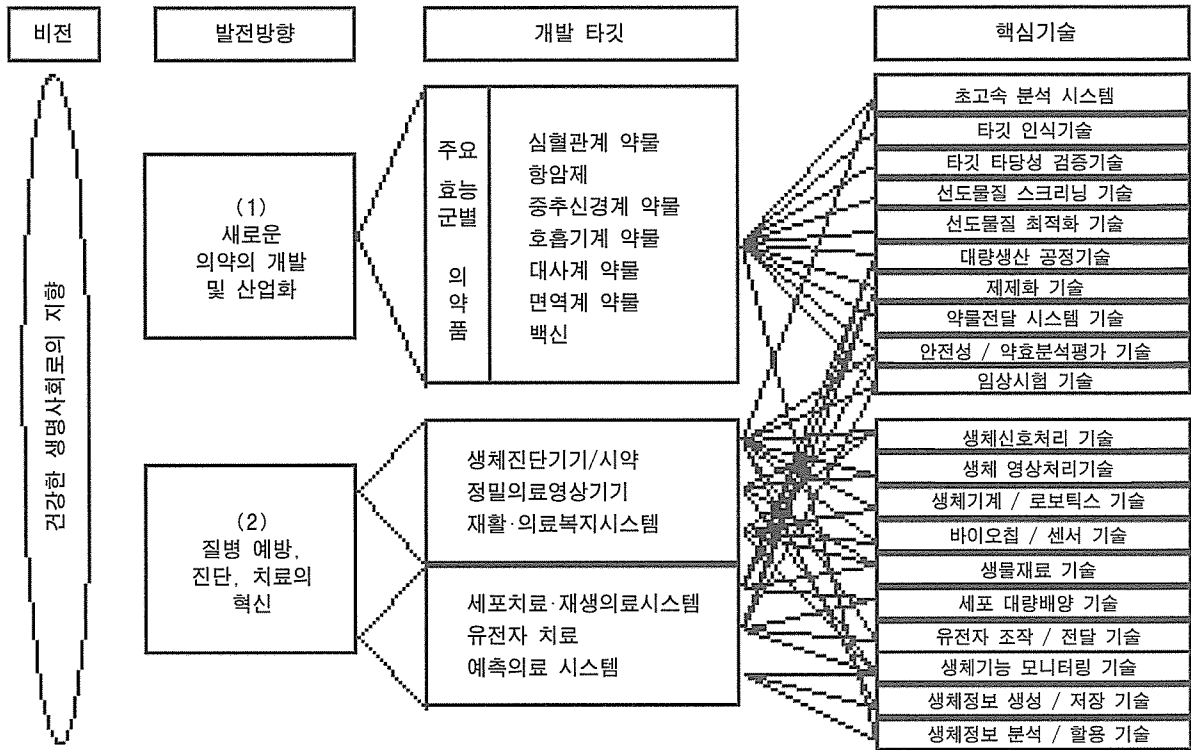 비전
발전방향
개발 타깃
핵심기술
건강한 생명사회로의 지향
(1)
새로운
의약의 개발
및 산업화
주요
효능
군별
의
약
품
심혈관계 약물
항암제
중추신경계 약물
호흡기계 약물
대사계 약물
면역계 약물
백신
초고속 분석 시스템
타깃 인식기술
타깃 타당성 검증기술
선도물질 스크리닝 기술
선도물질 최적화 기술
대량생산 공정기술
제제화 기술
약물전달 시스템 기술
안전성 / 약효분석평가 기술
임상시험 기술
(2)
질병 예방,
진단, 치료의
혁신
생체진단기기/시약
정밀의료영상기기
재활·의료복지시스템
세포치료·재생의료시스템
유전자 치료
예측의료 시스템
생체신호처리 기술
생체 영상처리기술
생체기계 / 로보틱스 기술
바이오칩 / 센서 기술
생물재료 기술
세포 대량배양 기술
유전자 조작 / 전달 기술
생체기능 모니터링 기술
생체정보 생성 / 저장 기술
생체정보 분석 / 할용 기술